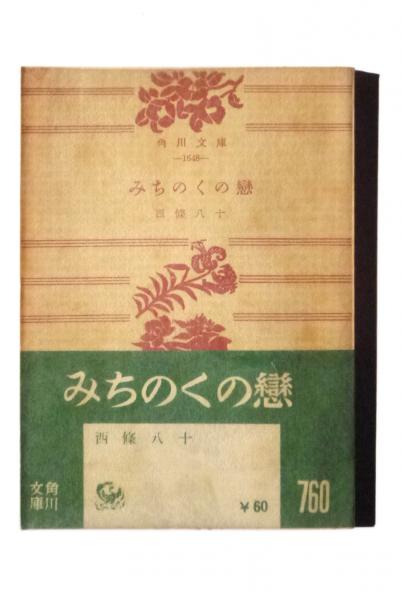 角川文庫
—1648—
みちのくの戀
西條八十
みちのくの戀
西條八十
角川文庫
¥60
760